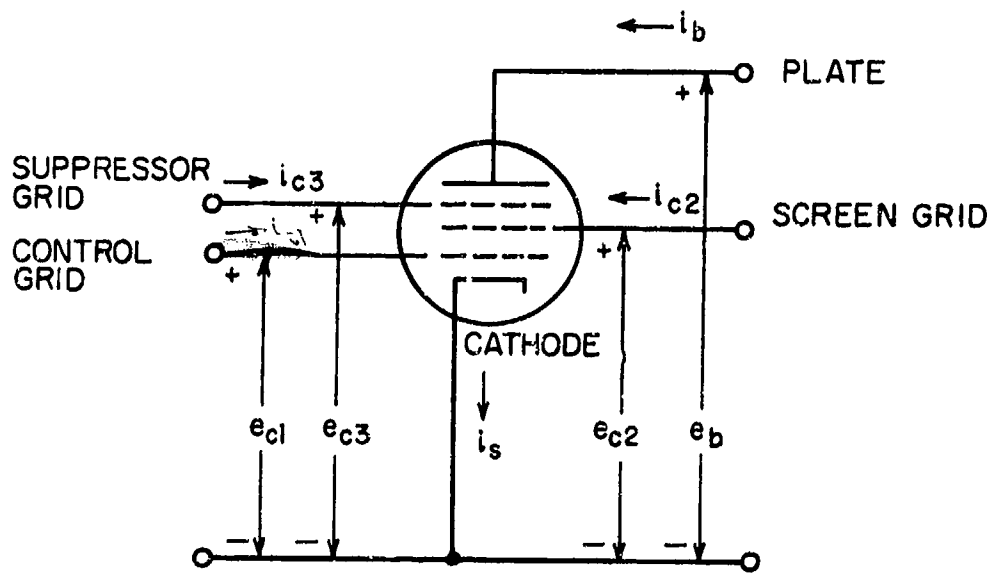 i_b
PLATE
SUPPRESSOR
GRID
i_c3
i_c2
+
+
SCREEN GRID
CONTROL
GRID
+
+
CATHODE
e_c1
e_c3
i_s
e_c2
e_b
−
−
−
−